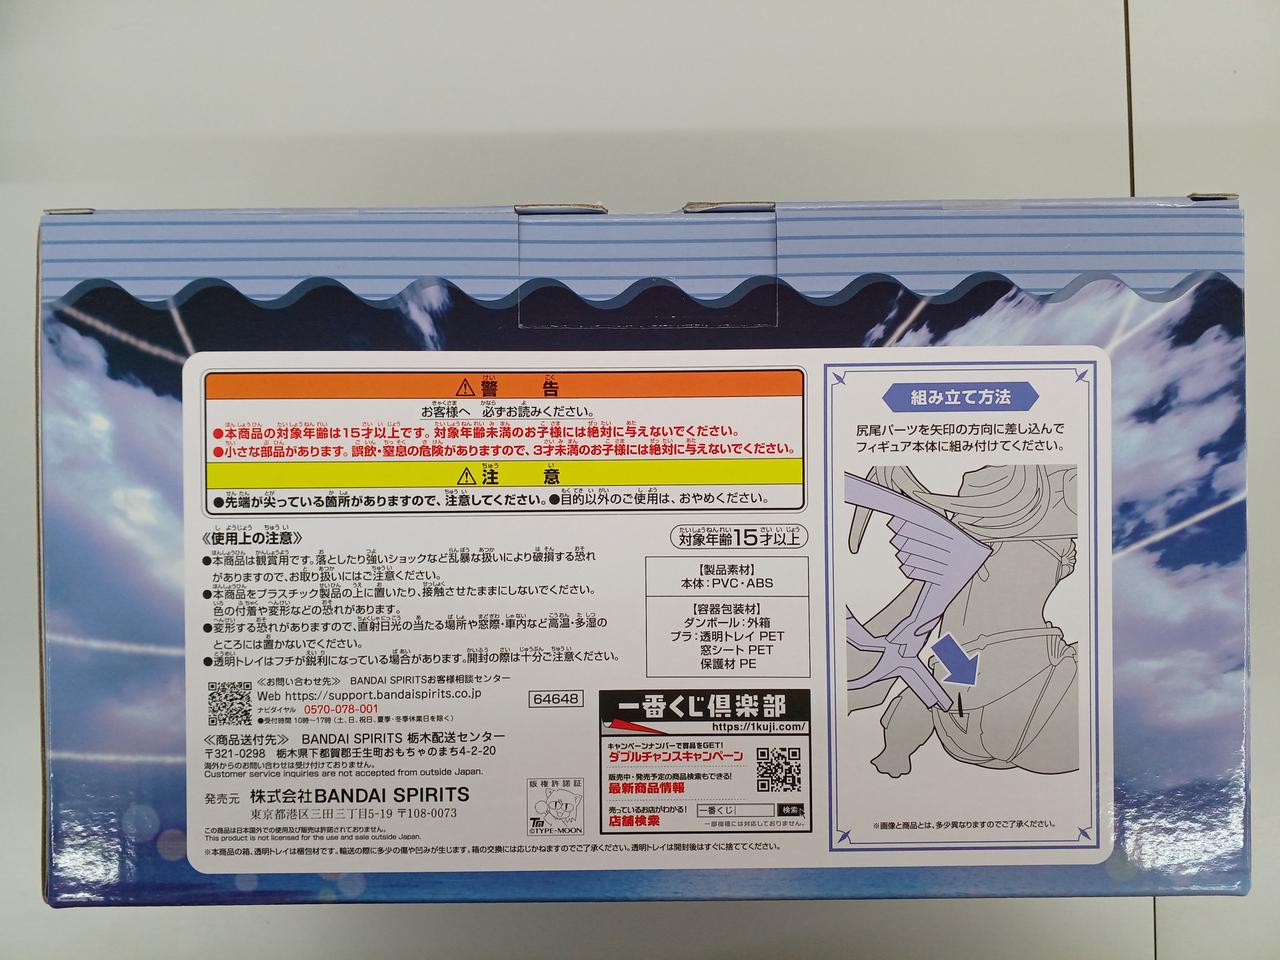 ⚠警告
お客様へ 必ずお読みください。
●本商品の対象年齢は15才以上です。対象年齢未満のお子様には絶対に与えないでください。
●小さな部品があります。誤飲・窒息の危険がありますので、3才未満のお子様には絶対に与えないでください。
⚠注意
●先端が尖っている箇所がありますので、注意してください。●目的以外のご使用は、おやめください。
《使用上の注意》
対象年齢15才以上
●本商品は観賞用です。落としたり強いショックなど乱暴な扱いにより破損する恐れ
がありますので、お取り扱いにはご注意ください。
●本商品をプラスチック製品の上に置いたり、接触させたままにしないでください。
色の付着や変形などの恐れがあります。
●変形する恐れがありますので、直射日光の当たる場所や窓際・車内など高温・多湿の
ところには置かないでください。
●透明トレイはフチが鋭利になっている場合があります。開封の際は十分ご注意ください。
【製品素材】
本体：PVC・ABS
【容器包装材】
ダンボール：外箱
プラ：透明トレイ PET
窓シート PET
保護材 PE
≪お問い合わせ先≫ BANDAI SPIRITSお客様相談センター
Web https://support.bandaispirits.co.jp
ナビダイヤル 0570-078-001
●受付時間 10時〜17時 (土、日、祝日、夏季・冬季休業日を除く)
64648
≪商品送付先≫ BANDAI SPIRITS 栃木配送センター
〒321-0298 栃木県下都賀郡壬生町おもちゃのまち4-2-20
海外からのお問い合わせは受け付けておりません。
Customer service inquiries are not accepted from outside Japan.
発売元 株式会社BANDAI SPIRITS
東京都港区三田三丁目5-19 〒108-0073
この商品は日本国外での使用及び販売は許諾されておりません。
This product is not licensed for the use and sale outside Japan.
※本商品の箱、透明トレイは梱包材です。輸送の際に多少の傷や凹みが生じます。箱の交換には応じかねますのでご了承ください。透明トレイは開封後はすぐに捨ててください。
版権許諾証
TM
©TYPE-MOON
一番くじ倶楽部
https://1kuji.com/
キャンペーンナンバーで賞品をGET!
ダブルチャンスキャンペーン
販売中・発売予定の商品検索もできる!
最新商品情報
売っているお店がわかる!
店舗検索
一番くじ 検索
一部機種には対応しておりません。
組み立て方法
尻尾パーツを矢印の方向に差し込んで
フィギュア本体に組み付けてください。
※画像と商品とは、多少異なりますのでご了承ください。